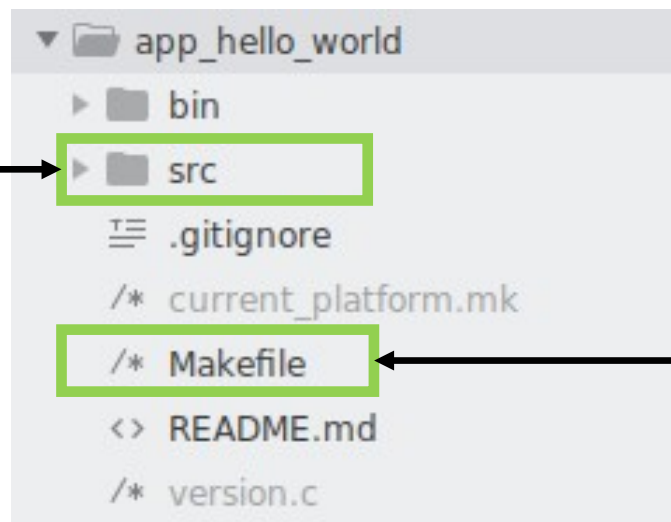 app_hello_world
bin
src
.gitignore
/* current_platform.mk
/* Makefile
<> README.md
/* version.c